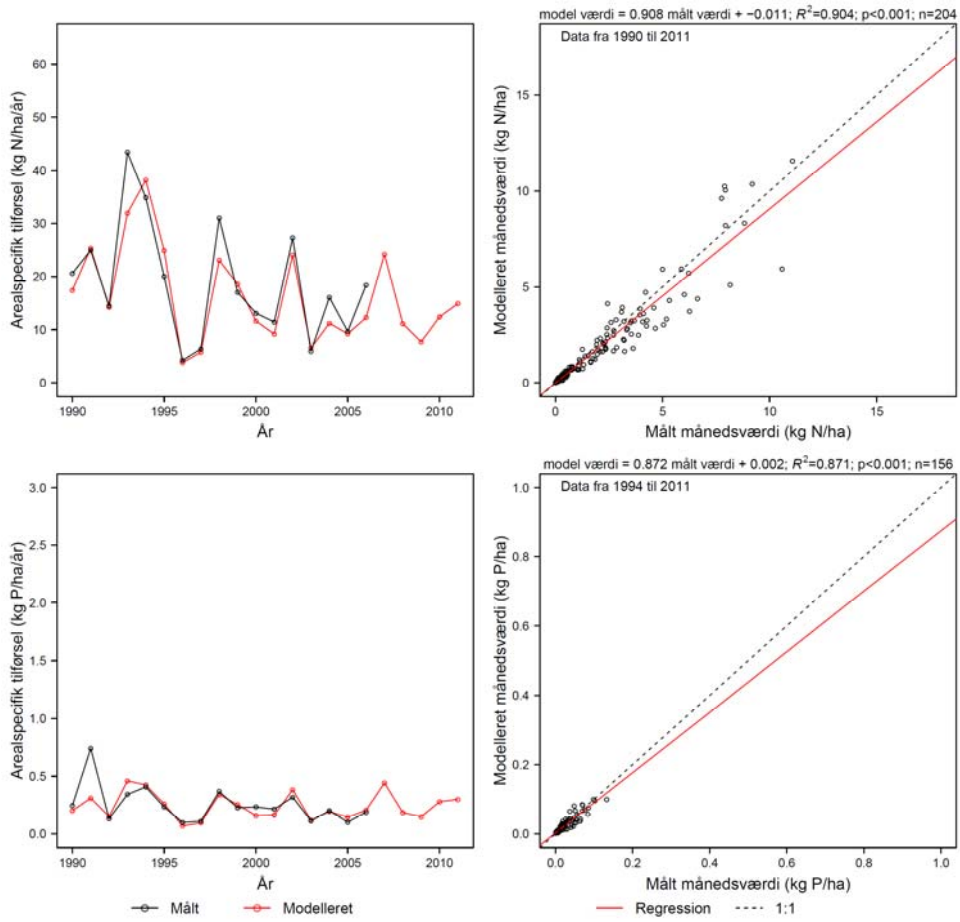 model værdi = 0.908 målt værdi + −0.011; R²=0.904; p<0.001; n=204
Data fra 1990 til 2011
Arealspecifik tilførsel (kg N/ha/år)
60
50
40
30
20
10
0
1990 1995 2000 2005 2010
År
Modelleret månedsværdi (kg N/ha)
15
10
5
0
0 5 10 15
Målt månedsværdi (kg N/ha)
model værdi = 0.872 målt værdi + 0.002; R²=0.871; p<0.001; n=156
Data fra 1994 til 2011
Arealspecifik tilførsel (kg P/ha/år)
3.0
2.5
2.0
1.5
1.0
0.5
0.0
1990 1995 2000 2005 2010
År
Modelleret månedsværdi (kg P/ha)
1.0
0.8
0.6
0.4
0.2
0.0
0.0 0.2 0.4 0.6 0.8 1.0
Målt månedsværdi (kg P/ha)
Målt Modelleret Regression 1:1